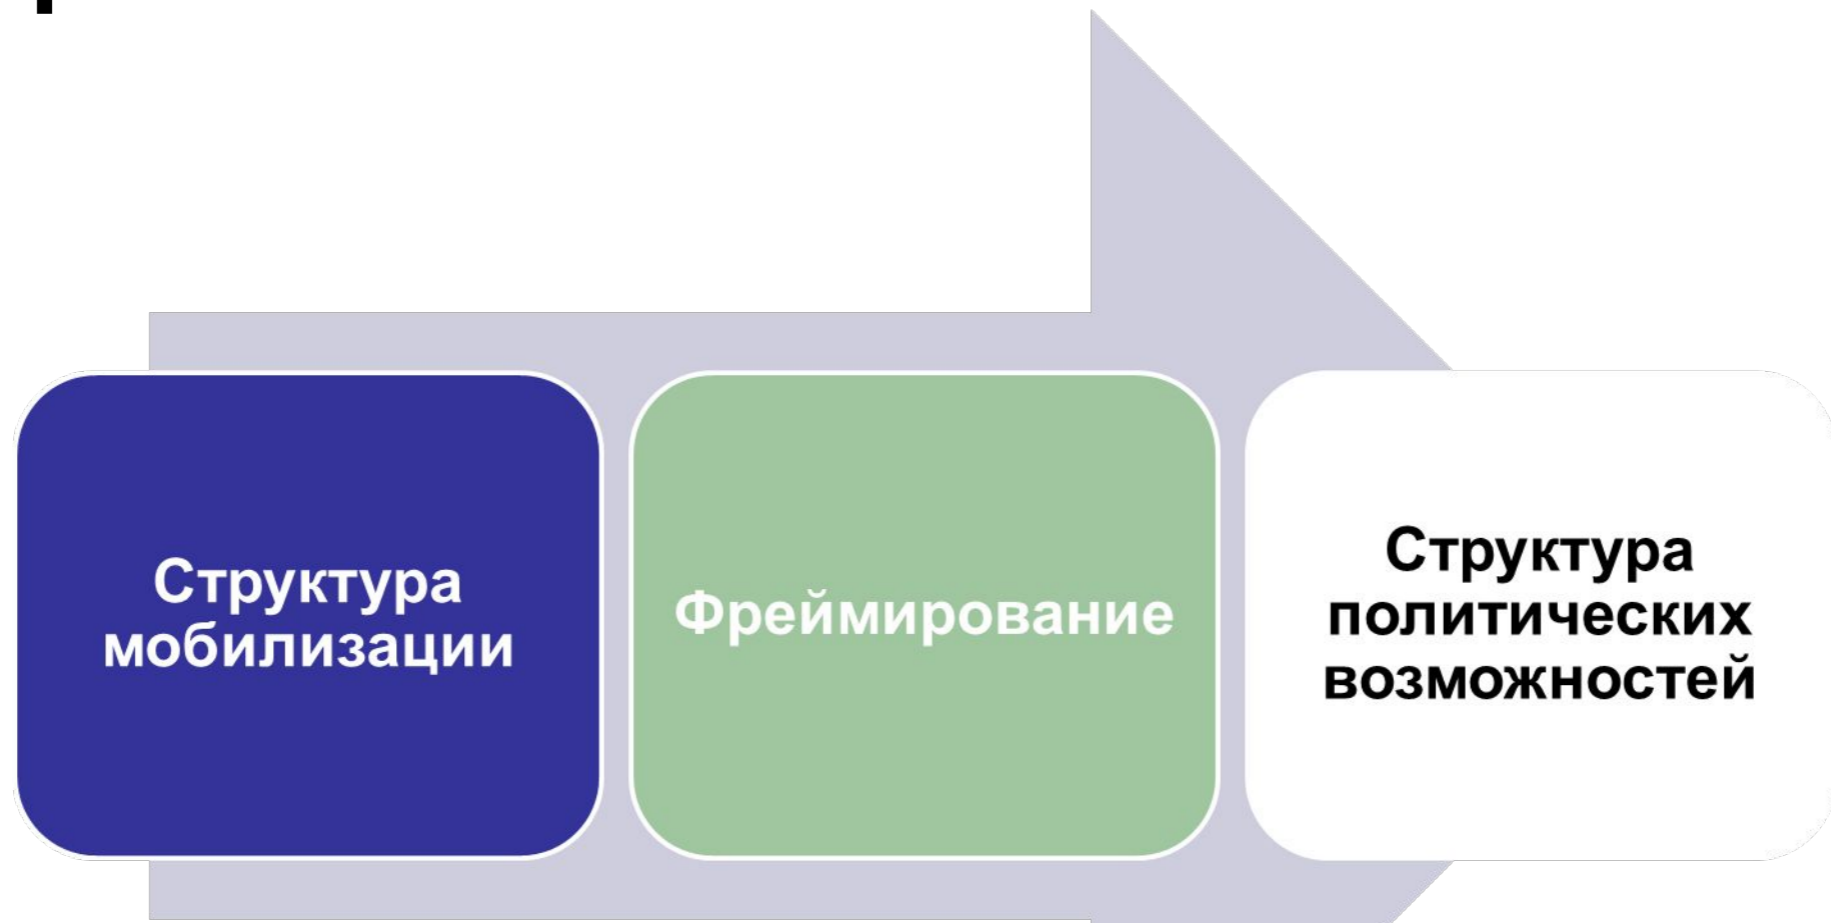 Структура
мобилизации
Фреймирование
Структура
политических
возможностей